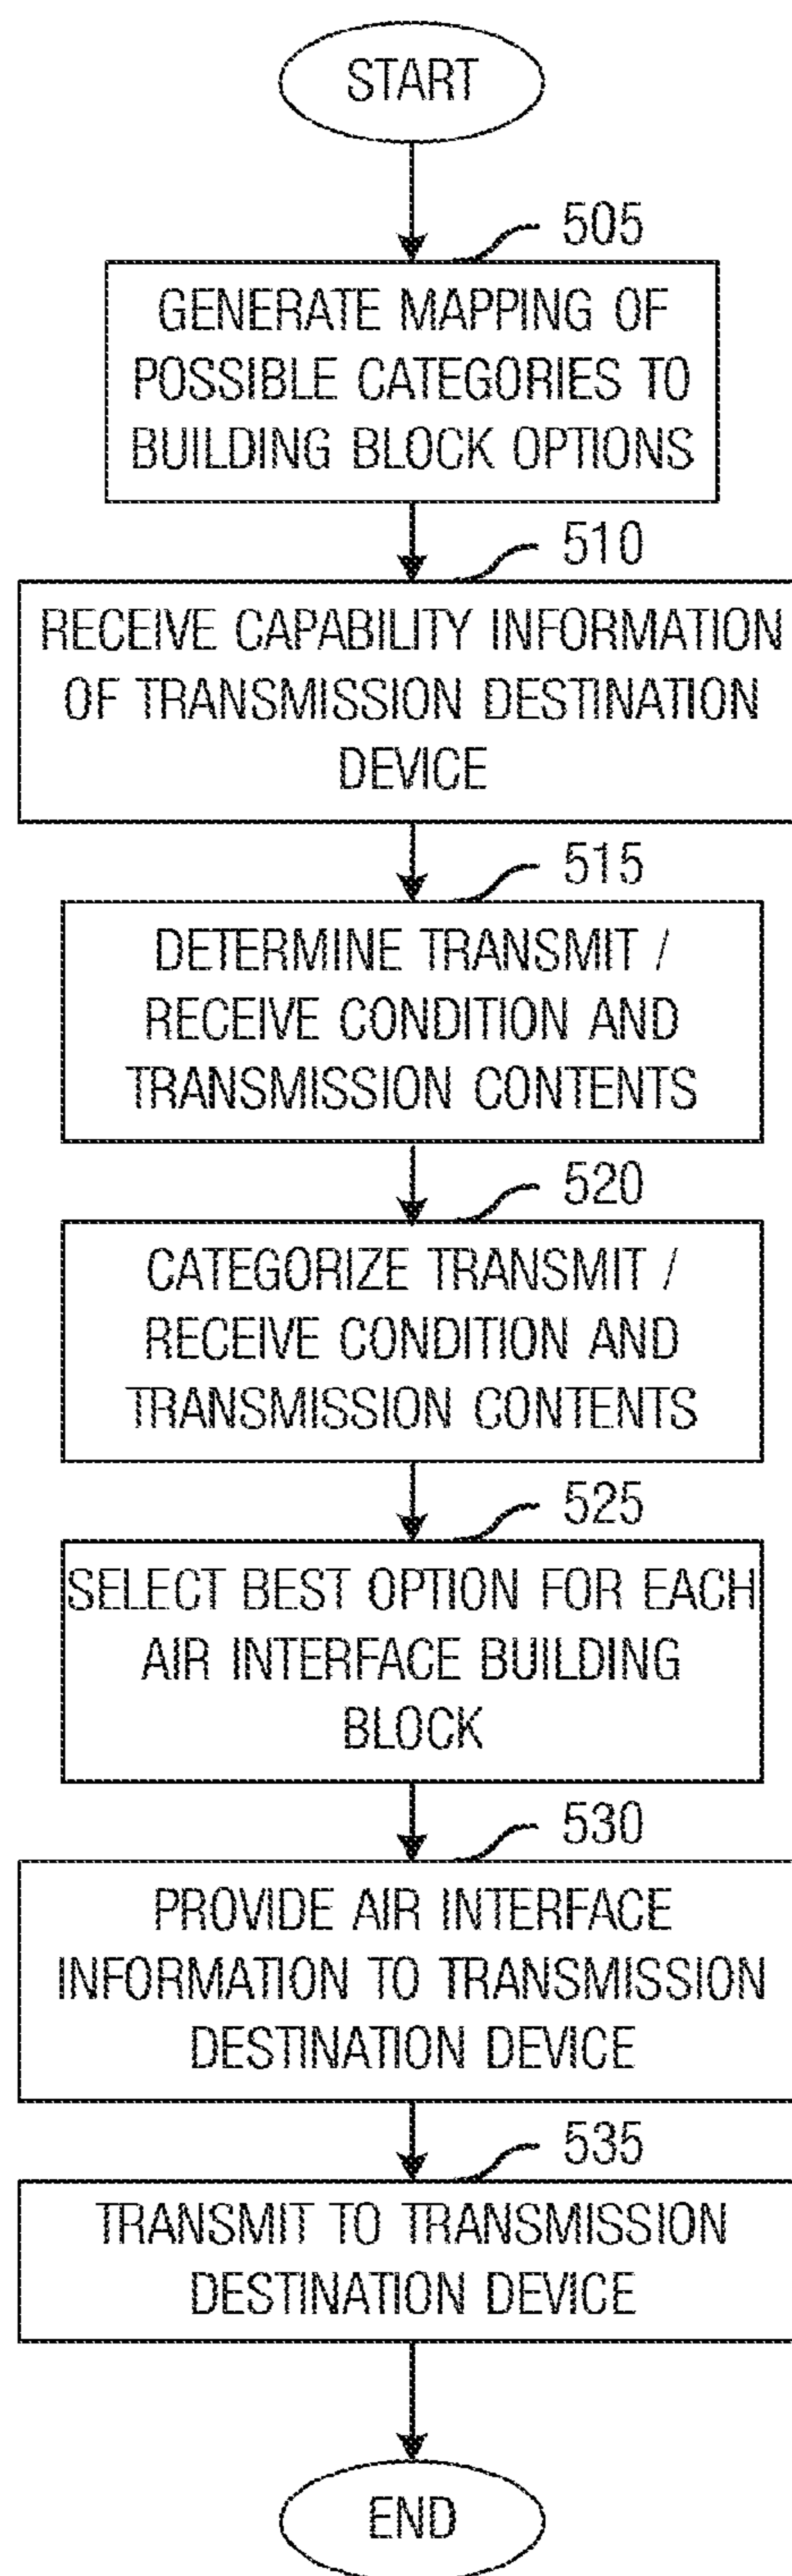 START
505
GENERATE MAPPING OF
POSSIBLE CATEGORIES TO
BUILDING BLOCK OPTIONS
510
RECEIVE CAPABILITY INFORMATION
OF TRANSMISSION DESTINATION
DEVICE
515
DETERMINE TRANSMIT /
RECEIVE CONDITION AND
TRANSMISSION CONTENTS
520
CATEGORIZE TRANSMIT /
RECEIVE CONDITION AND
TRANSMISSION CONTENTS
525
SELECT BEST OPTION FOR EACH
AIR INTERFACE BUILDING
BLOCK
530
PROVIDE AIR INTERFACE
INFORMATION TO TRANSMISSION
DESTINATION DEVICE
535
TRANSMIT TO TRANSMISSION
DESTINATION DEVICE
END